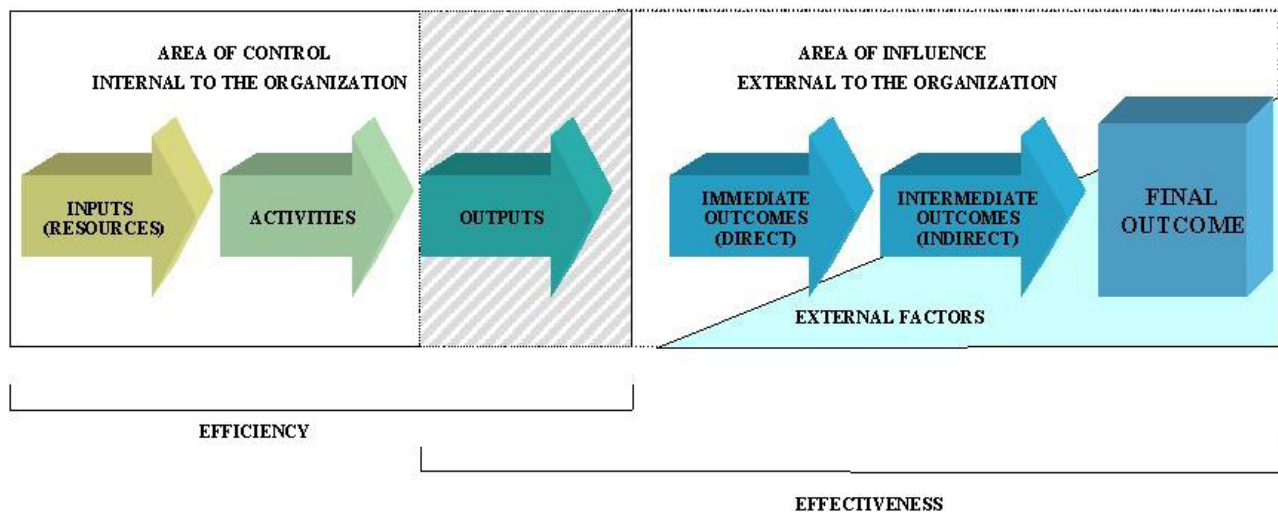 AREA OF CONTROL
INTERNAL TO THE ORGANIZATION
AREA OF INFLUENCE
EXTERNAL TO THE ORGANIZATION
INPUTS
(RESOURCES)
ACTIVITIES
OUTPUTS
IMMEDIATE
OUTCOMES
(DIRECT)
INTERMEDIATE
OUTCOMES
(INDIRECT)
FINAL
OUTCOME
EXTERNAL FACTORS
EFFICIENCY
EFFECTIVENESS